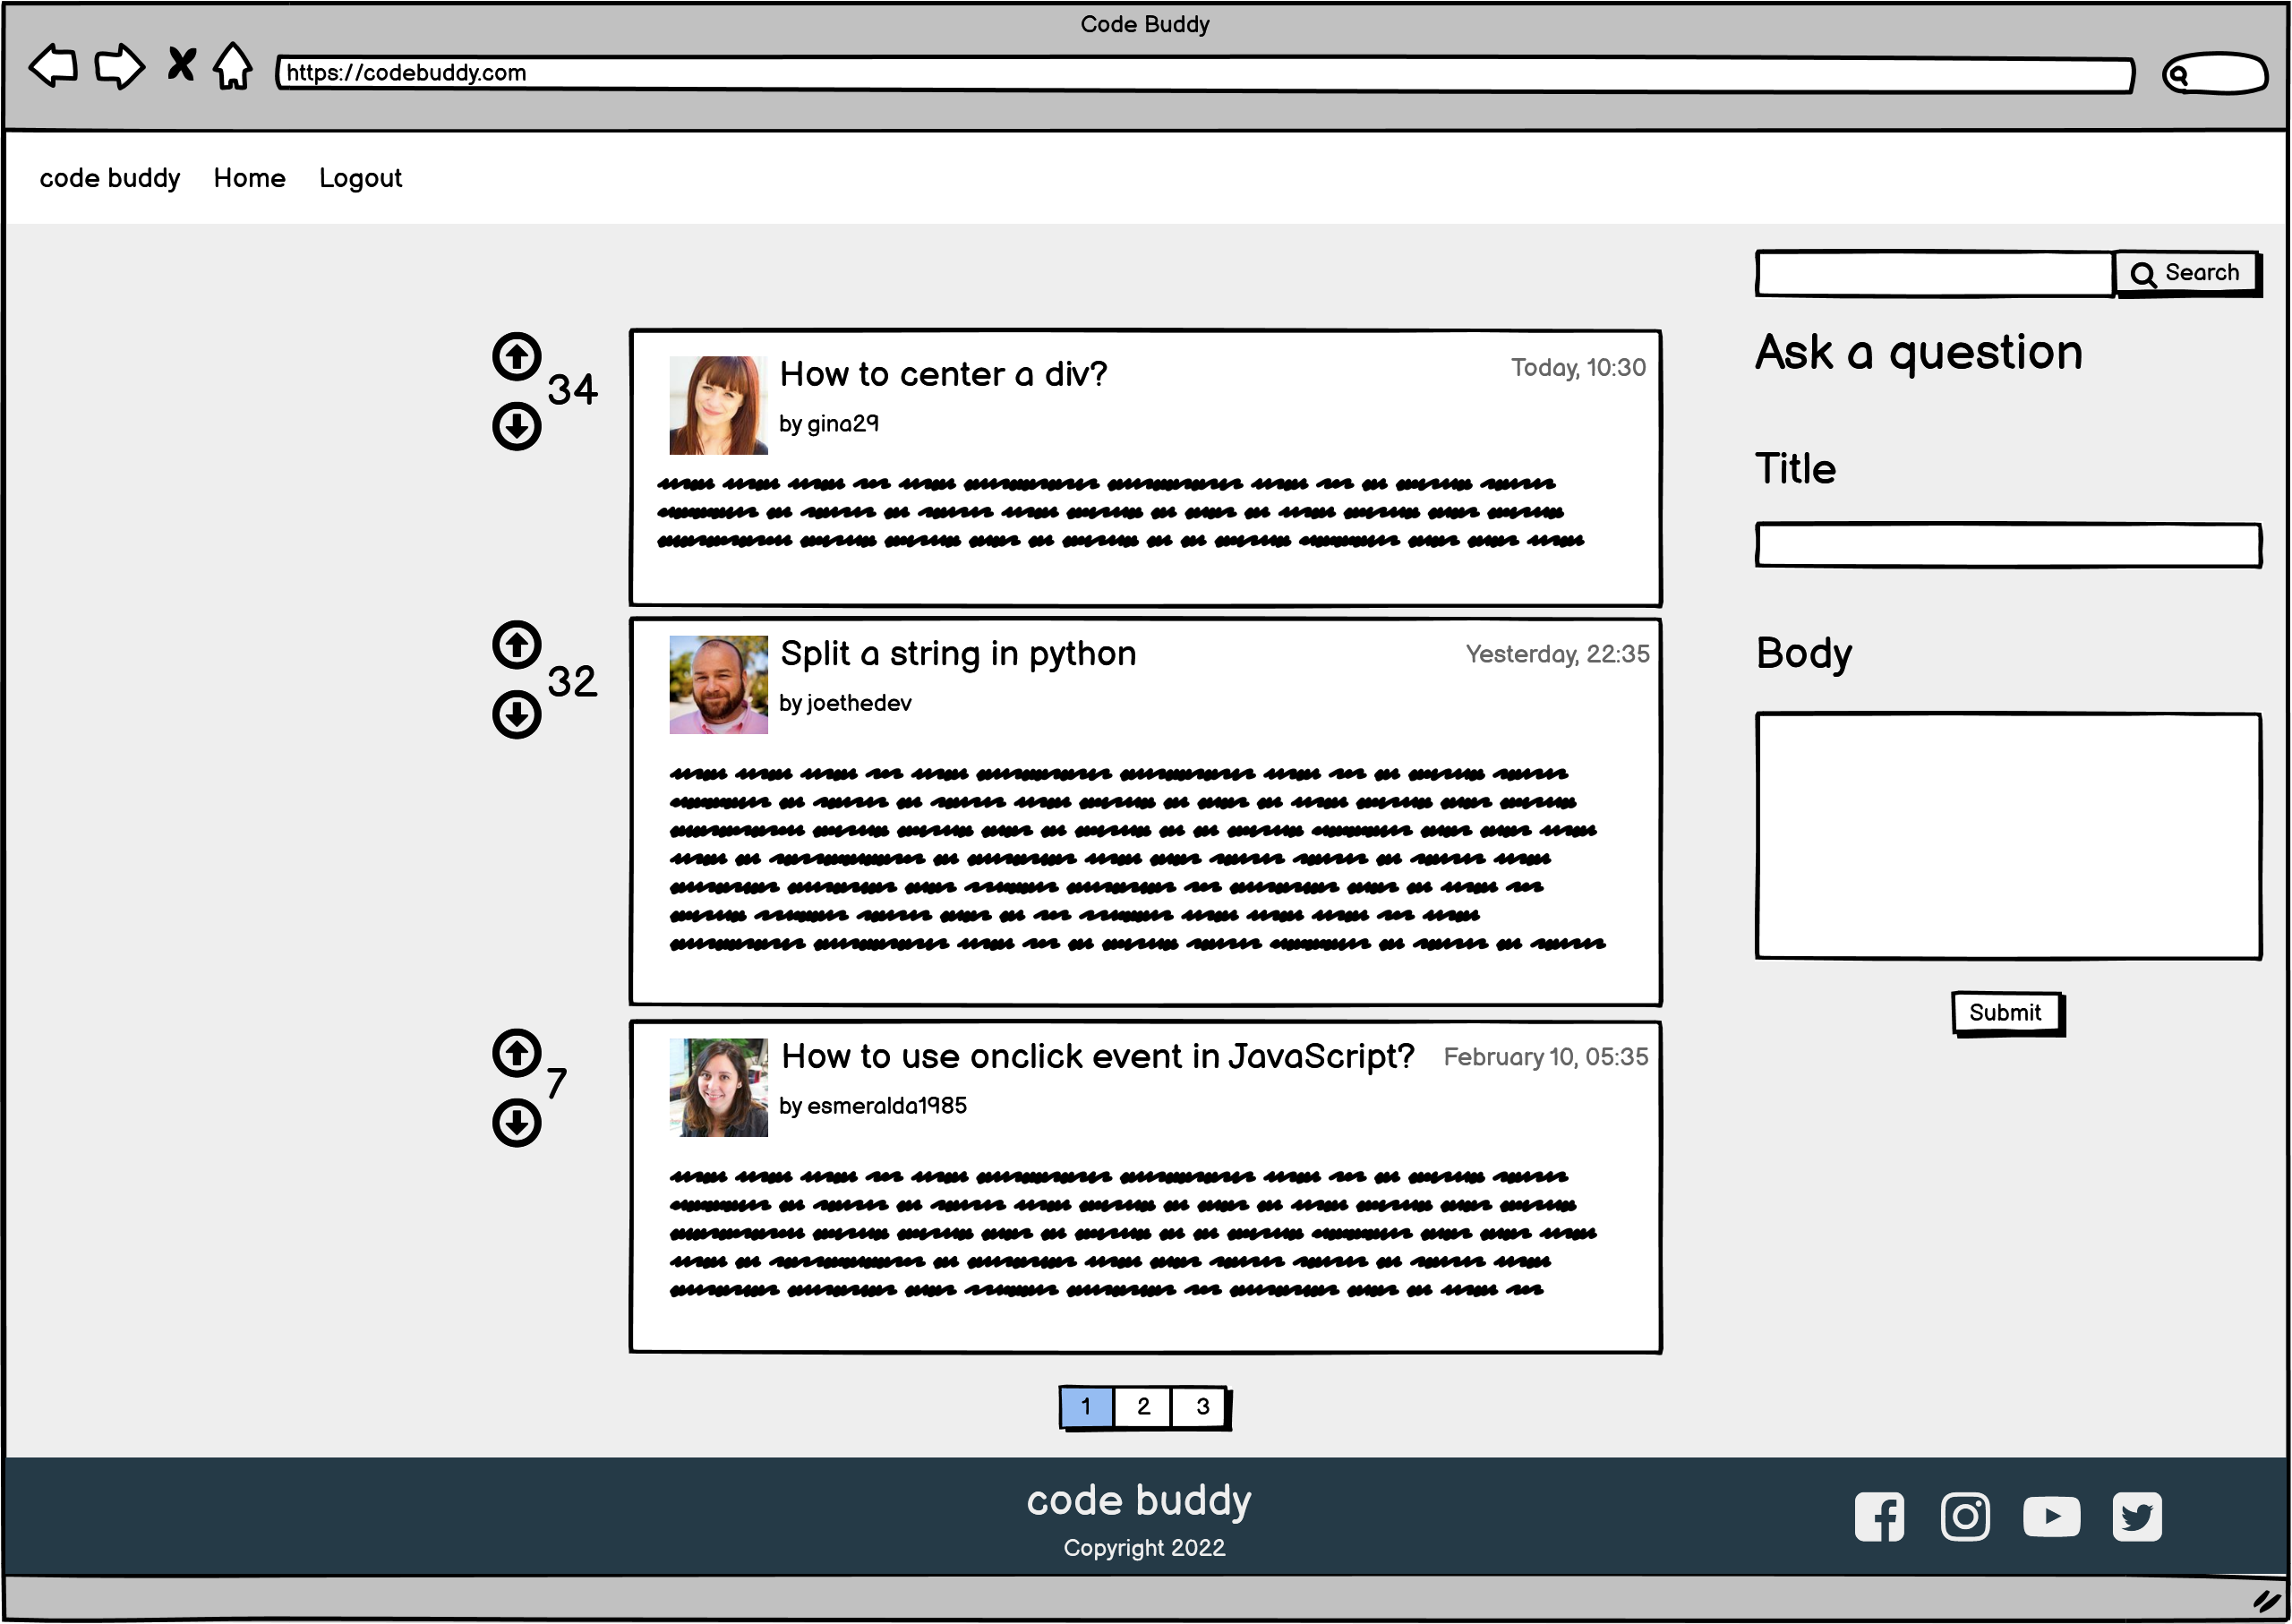 Code Buddy
https://codebuddy.com
code buddy Home Logout
Search
34
How to center a div?
Today, 10:30
by gina29
Ask a question
Title
32
Split a string in python
Yesterday, 22:35
by joethedev
Body
Submit
7
How to use onclick event in JavaScript?
February 10, 05:35
by esmeralda1985
1 2 3
code buddy
Copyright 2022